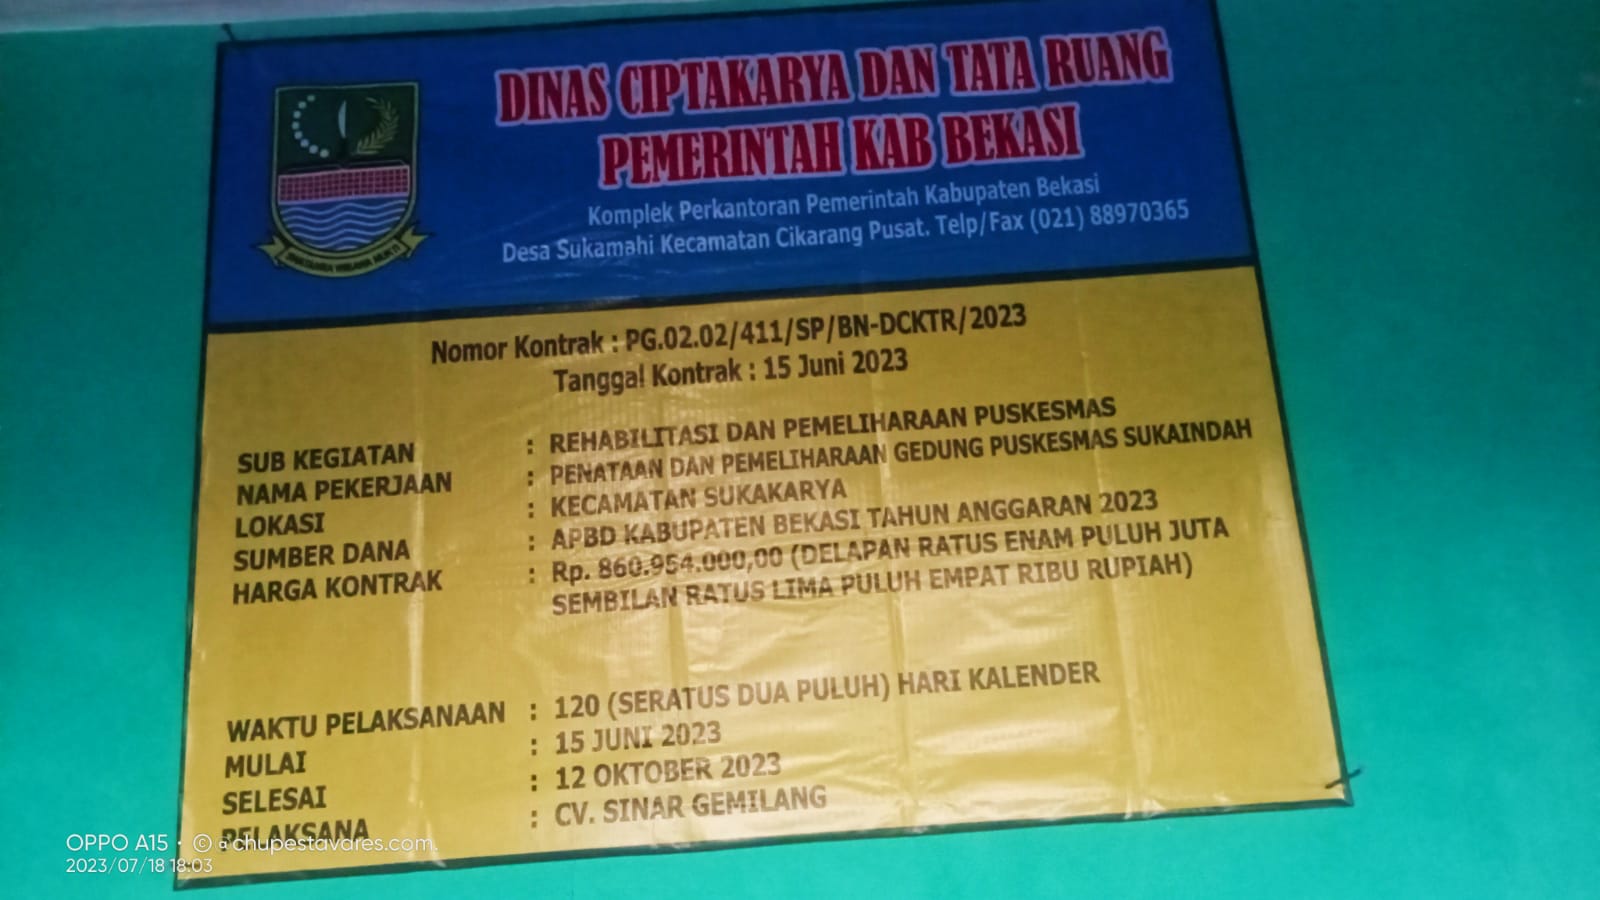 DINAS CIPTAKARYA DAN TATA RUANG
PEMERINTAH KAB BEKASI
Komplek Perkantoran Pemerintah Kabupaten Bekasi
Desa Sukamahi Kecamatan Cikarang Pusat. Telp/Fax (021) 88970365
Nomor Kontrak : PG.02.02/411/SP/BN-DCKTR/2023
Tanggal Kontrak : 15 Juni 2023
SUB KEGIATAN : REHABILITASI DAN PEMELIHARAAN PUSKESMAS
NAMA PEKERJAAN : PENATAAN DAN PEMELIHARAAN GEDUNG PUSKESMAS SUKAINDAH
LOKASI : KECAMATAN SUKAKARYA
SUMBER DANA : APBD KABUPATEN BEKASI TAHUN ANGGARAN 2023
HARGA KONTRAK : Rp. 860.954.000,00 (DELAPAN RATUS ENAM PULUH JUTA
SEMBILAN RATUS LIMA PULUH EMPAT RIBU RUPIAH)
WAKTU PELAKSANAAN : 120 (SERATUS DUA PULUH) HARI KALENDER
MULAI : 15 JUNI 2023
SELESAI : 12 OKTOBER 2023
PELAKSANA : CV. SINAR GEMILANG
OPPO A15 · ©
2023/07/18 18:03